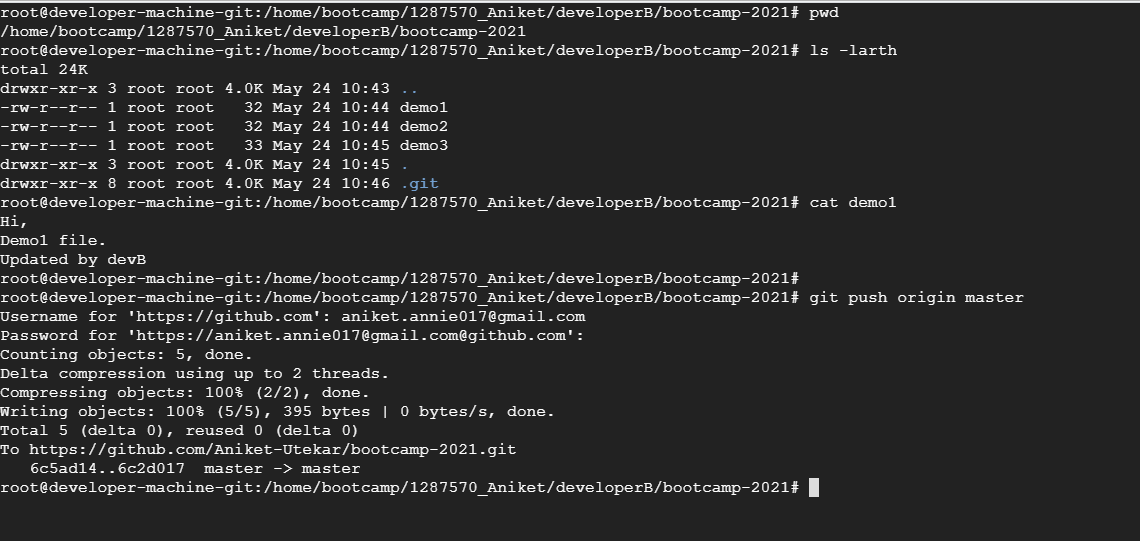 root@developer-machine-git:/home/bootcamp/1287570_Aniket/developerB/bootcamp-2021# pwd
/home/bootcamp/1287570_Aniket/developerB/bootcamp-2021
root@developer-machine-git:/home/bootcamp/1287570_Aniket/developerB/bootcamp-2021# ls -larth
total 24K
drwxr-xr-x 3 root root 4.0K May 24 10:43 ..
-rw-r--r-- 1 root root   32 May 24 10:44 demo1
-rw-r--r-- 1 root root   32 May 24 10:44 demo2
-rw-r--r-- 1 root root   33 May 24 10:45 demo3
drwxr-xr-x 3 root root 4.0K May 24 10:45 .
drwxr-xr-x 8 root root 4.0K May 24 10:46 .git
root@developer-machine-git:/home/bootcamp/1287570_Aniket/developerB/bootcamp-2021# cat demo1
Hi,
Demo1 file.
Updated by devB
root@developer-machine-git:/home/bootcamp/1287570_Aniket/developerB/bootcamp-2021#
root@developer-machine-git:/home/bootcamp/1287570_Aniket/developerB/bootcamp-2021# git push origin master
Username for 'https://github.com': aniket.annie017@gmail.com
Password for 'https://aniket.annie017@gmail.com@github.com':
Counting objects: 5, done.
Delta compression using up to 2 threads.
Compressing objects: 100% (2/2), done.
Writing objects: 100% (5/5), 395 bytes | 0 bytes/s, done.
Total 5 (delta 0), reused 0 (delta 0)
To https://github.com/Aniket-Utekar/bootcamp-2021.git
   6c5ad14..6c2d017  master -> master
root@developer-machine-git:/home/bootcamp/1287570_Aniket/developerB/bootcamp-2021#